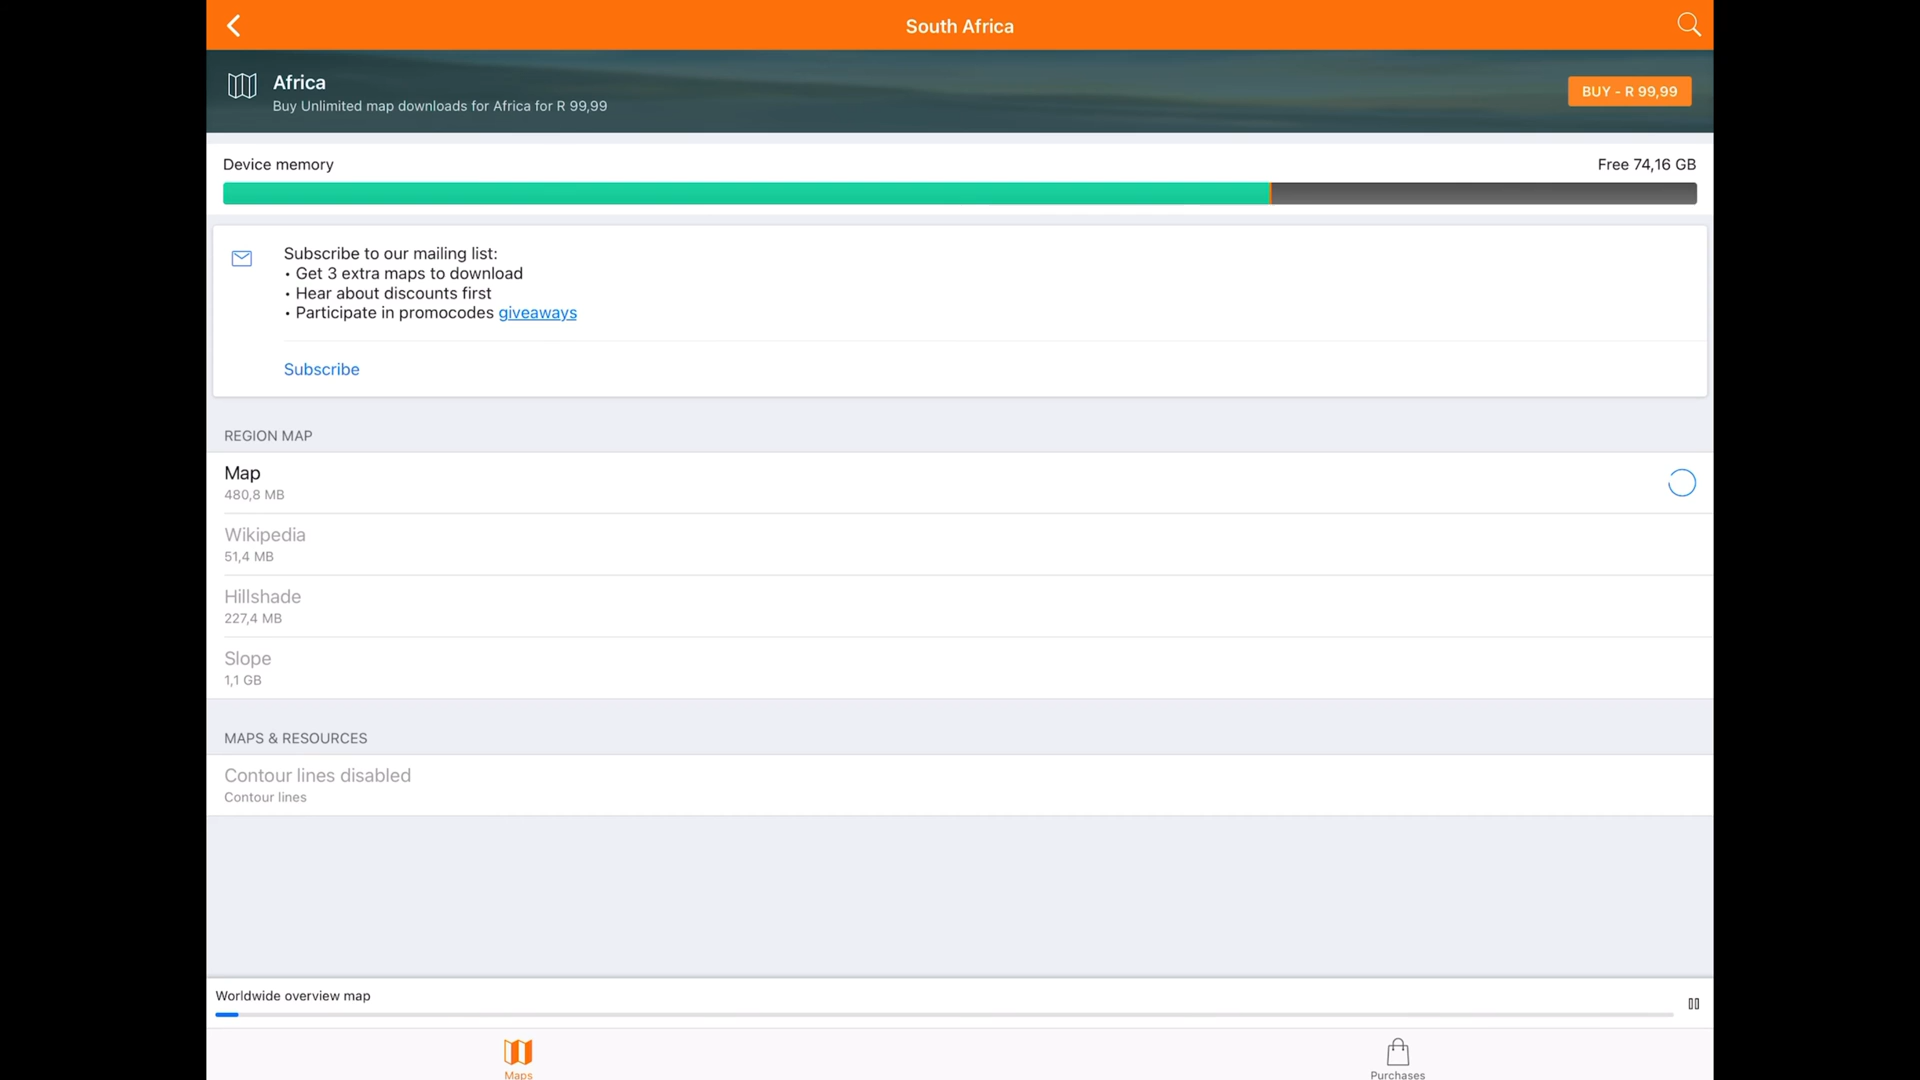 South Africa
Africa
Buy Unlimited map downloads for Africa for R 99,99
BUY - R 99,99
Device memory
Free 74,16 GB
Subscribe to our mailing list:
• Get 3 extra maps to download
• Hear about discounts first
• Participate in promocodes giveaways
Subscribe
REGION MAP
Map
480,8 MB
Wikipedia
51,4 MB
Hillshade
227,4 MB
Slope
1,1 GB
MAPS & RESOURCES
Contour lines disabled
Contour lines
Worldwide overview map
Maps
Purchases